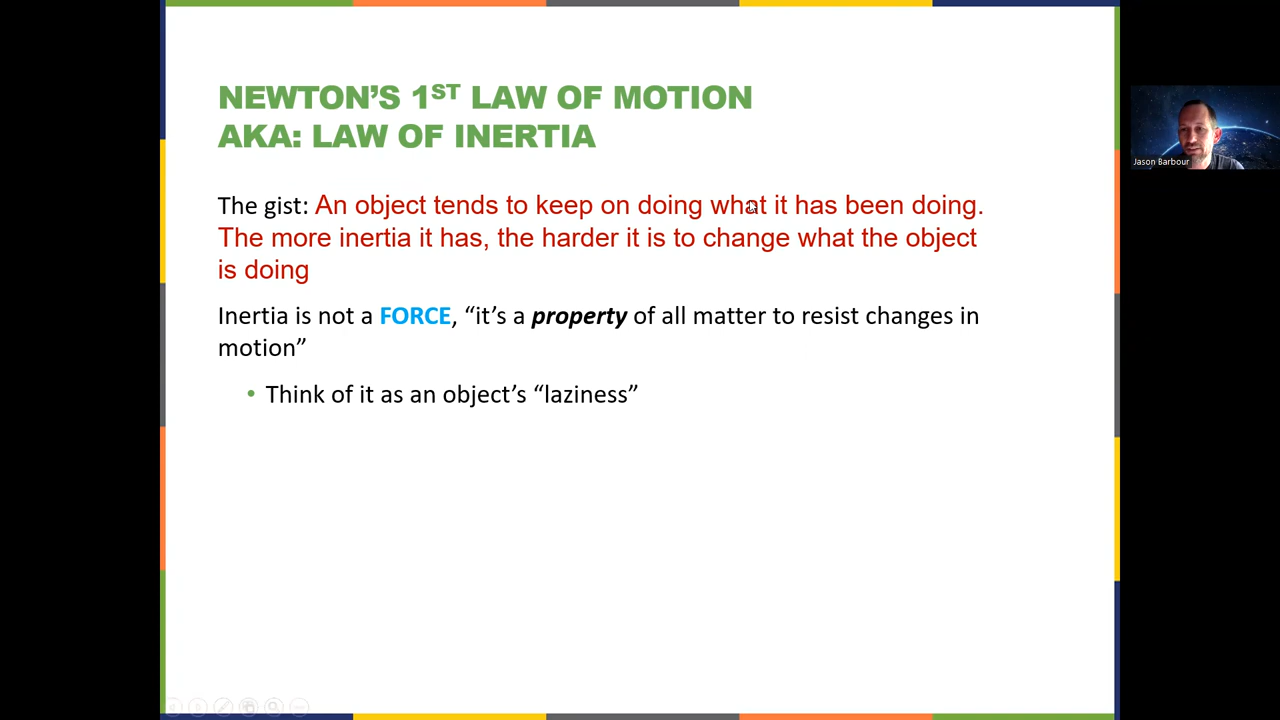 NEWTON’S 1ST LAW OF MOTION
AKA: LAW OF INERTIA
The gist: An object tends to keep on doing what it has been doing.
The more inertia it has, the harder it is to change what the object
is doing
Inertia is not a FORCE, “it’s a property of all matter to resist changes in
motion”
• Think of it as an object’s “laziness”
Jason Barbour